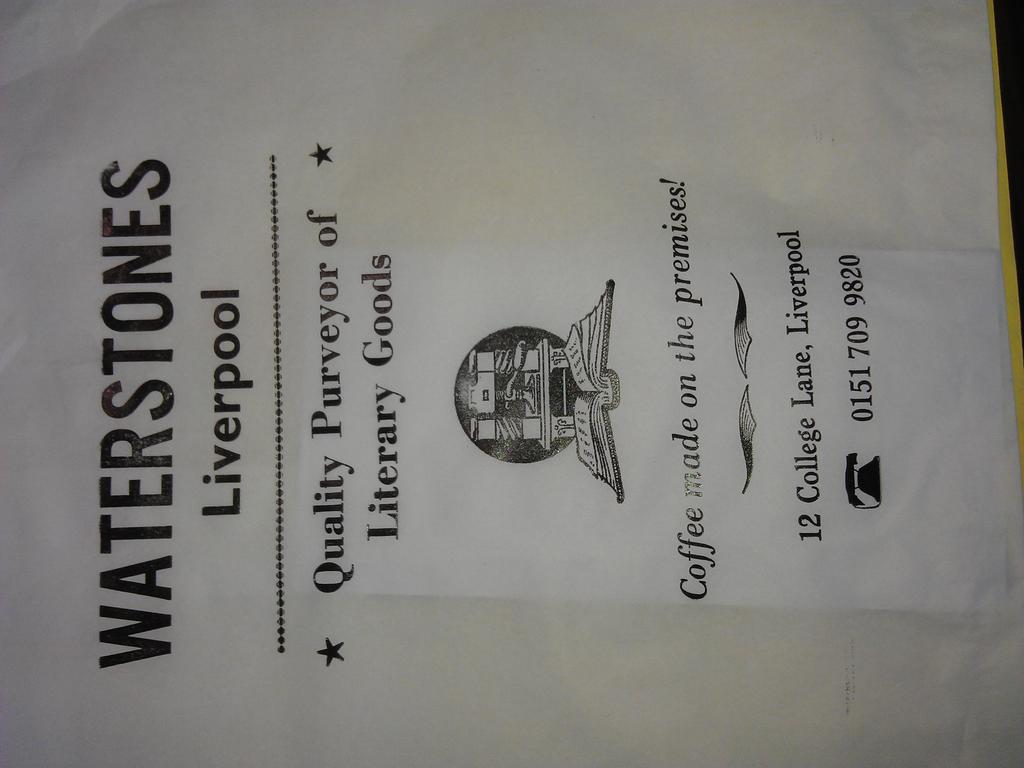 WATERSTONES
Liverpool
Quality Purveyor of
Literary Goods
Coffee made on the premises!
12 College Lane, Liverpool
0151 709 9820